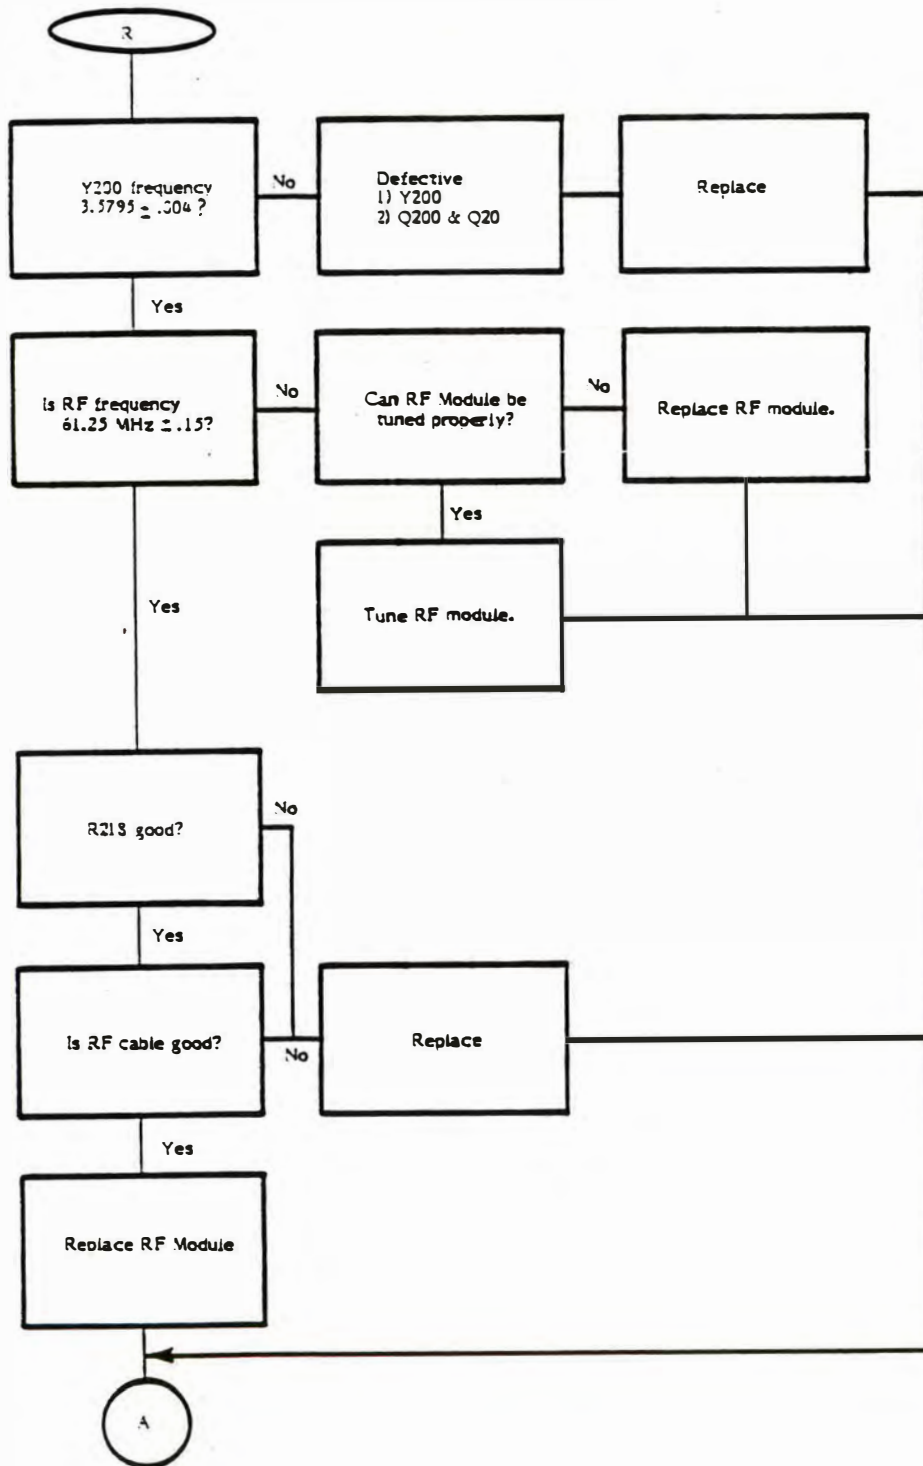 R
Y200 frequency
3.5795 ± .004 ?
No
Defective
1) Y200
2) Q200 & Q20
Replace
Yes
Is RF frequency
61.25 MHz ± .15?
No
Can RF Module be
tuned properly?
No
Replace RF module.
Yes
Tune RF module.
Yes
R218 good?
No
Yes
Is RF cable good?
No
Replace
Yes
Replace RF Module
A